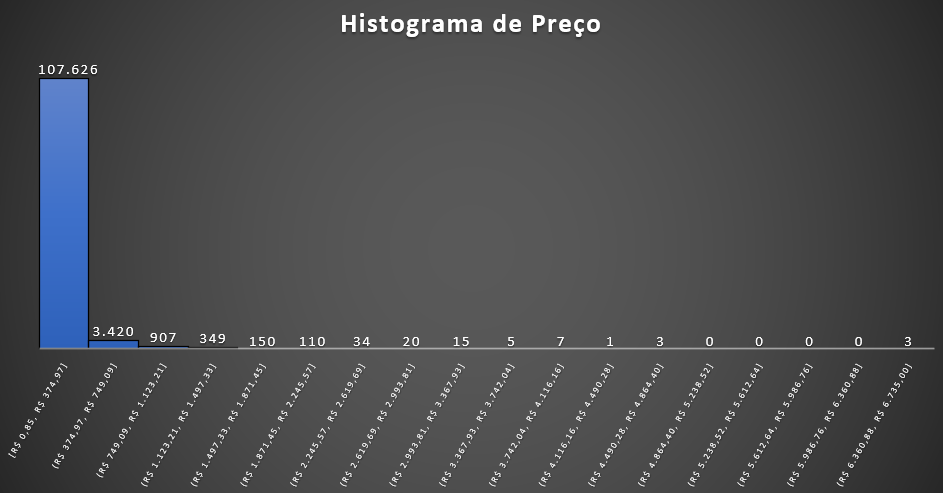 Histograma de Preço
107.626
3.420
907
349
150
110
34
20
15
5
7
1
3
0
0
0
0
3
(R$ 0,85, R$ 374,97]
(R$ 374,97, R$ 749,09]
(R$ 749,09, R$ 1.123,21]
(R$ 1.123,21, R$ 1.497,33]
(R$ 1.497,33, R$ 1.871,45]
(R$ 1.871,45, R$ 2.245,57]
(R$ 2.245,57, R$ 2.619,69]
(R$ 2.619,69, R$ 2.993,81]
(R$ 2.993,81, R$ 3.367,93]
(R$ 3.367,93, R$ 3.742,04]
(R$ 3.742,04, R$ 4.116,16]
(R$ 4.116,16, R$ 4.490,28]
(R$ 4.490,28, R$ 4.864,40]
(R$ 4.864,40, R$ 5.238,52]
(R$ 5.238,52, R$ 5.612,64]
(R$ 5.612,64, R$ 5.986,76]
(R$ 5.986,76, R$ 6.360,88]
(R$ 6.360,88, R$ 6.735,00]